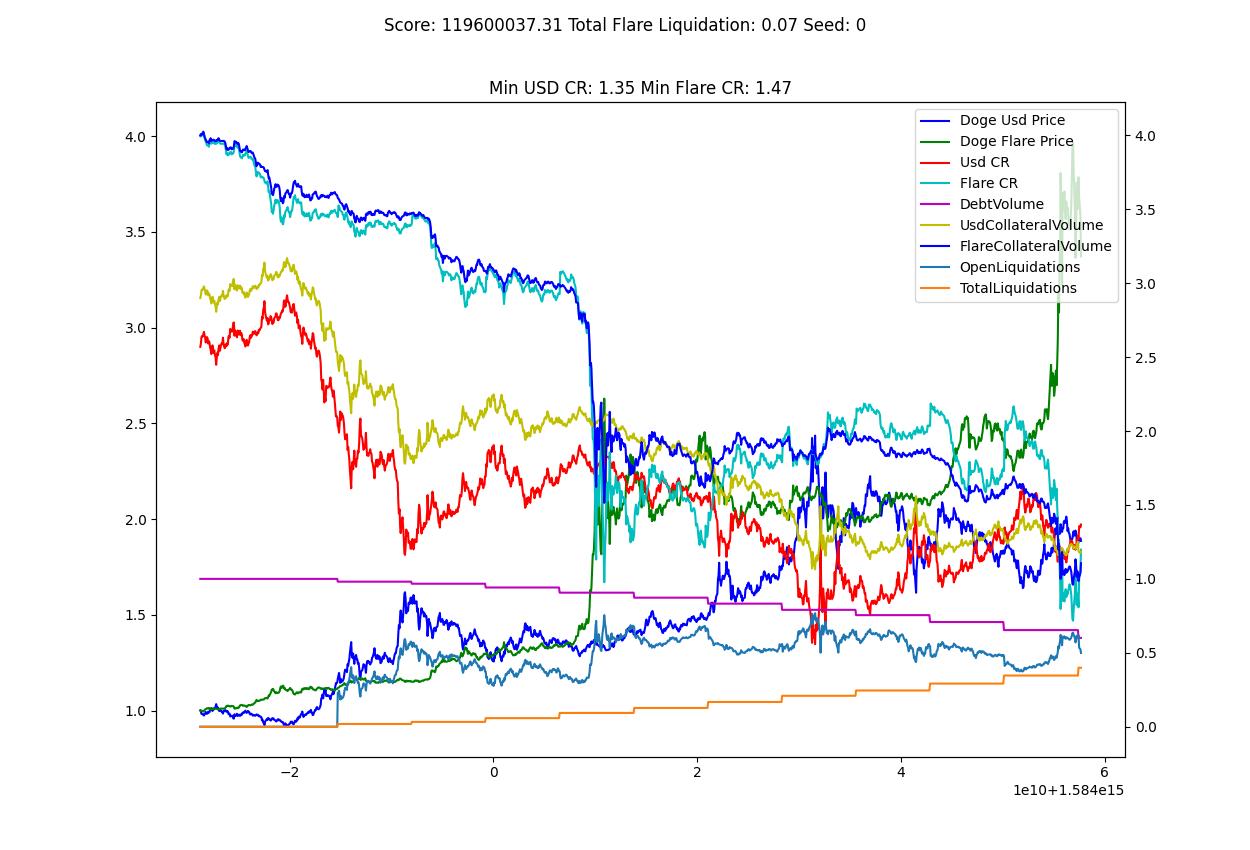 Score: 119600037.31 Total Flare Liquidation: 0.07 Seed: 0
Min USD CR: 1.35 Min Flare CR: 1.47
Doge Usd Price
Doge Flare Price
Usd CR
Flare CR
DebtVolume
UsdCollateralVolume
FlareCollateralVolume
OpenLiquidations
TotalLiquidations
4.0
3.5
3.0
2.5
2.0
1.5
1.0
4.0
3.5
3.0
2.5
2.0
1.5
1.0
0.5
0.0
−2
0
2
4
6
1e10+1.584e15